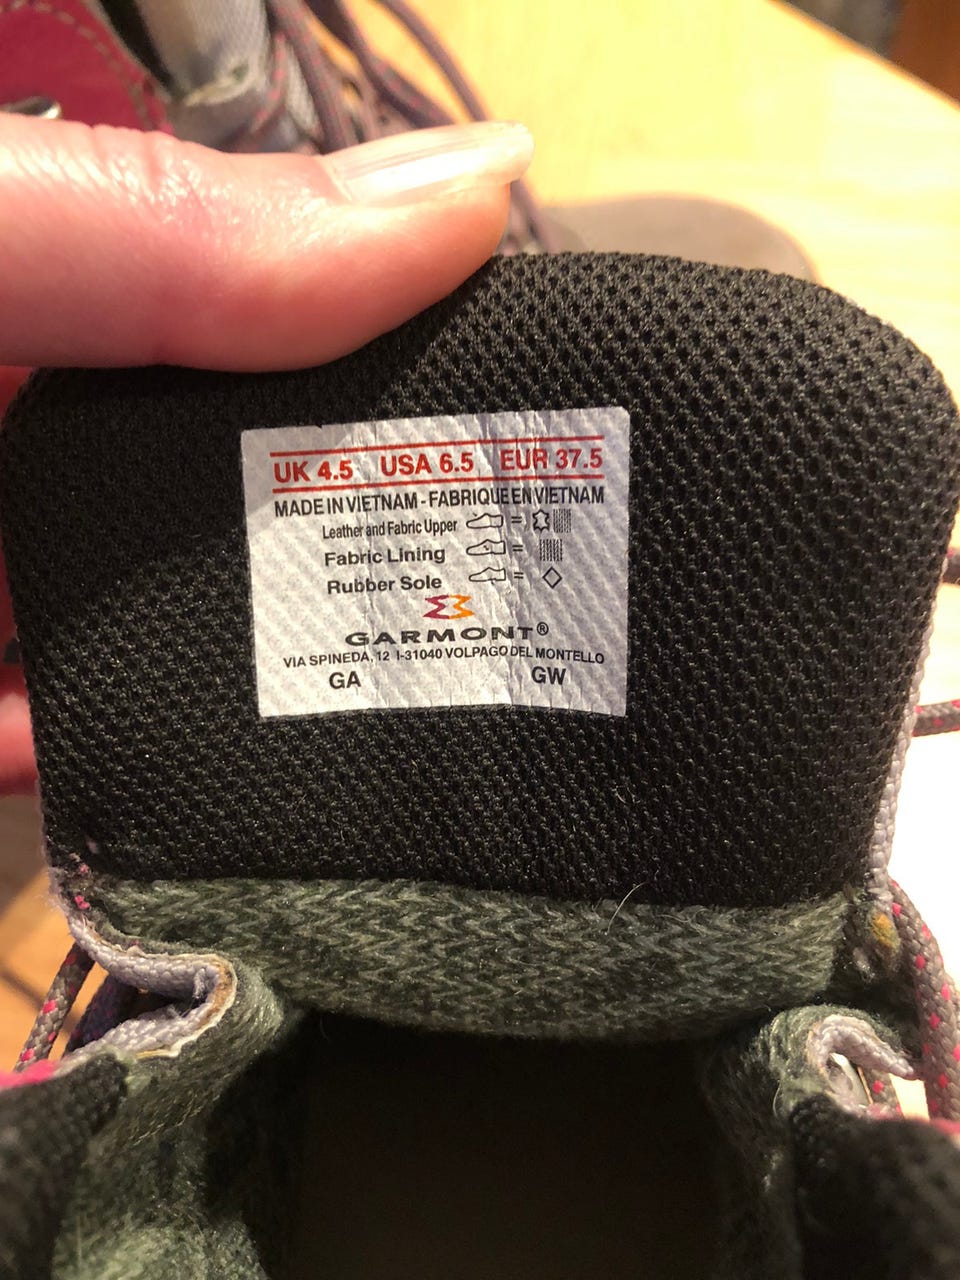 UK 4.5 USA 6.5 EUR 37.5
MADE IN VIETNAM - FABRIQUE EN VIETNAM
Leather and Fabric Upper =
Fabric Lining =
Rubber Sole =
GARMONT®
VIA SPINEDA, 12 I-31040 VOLPAGO DEL MONTELLO
GA GW